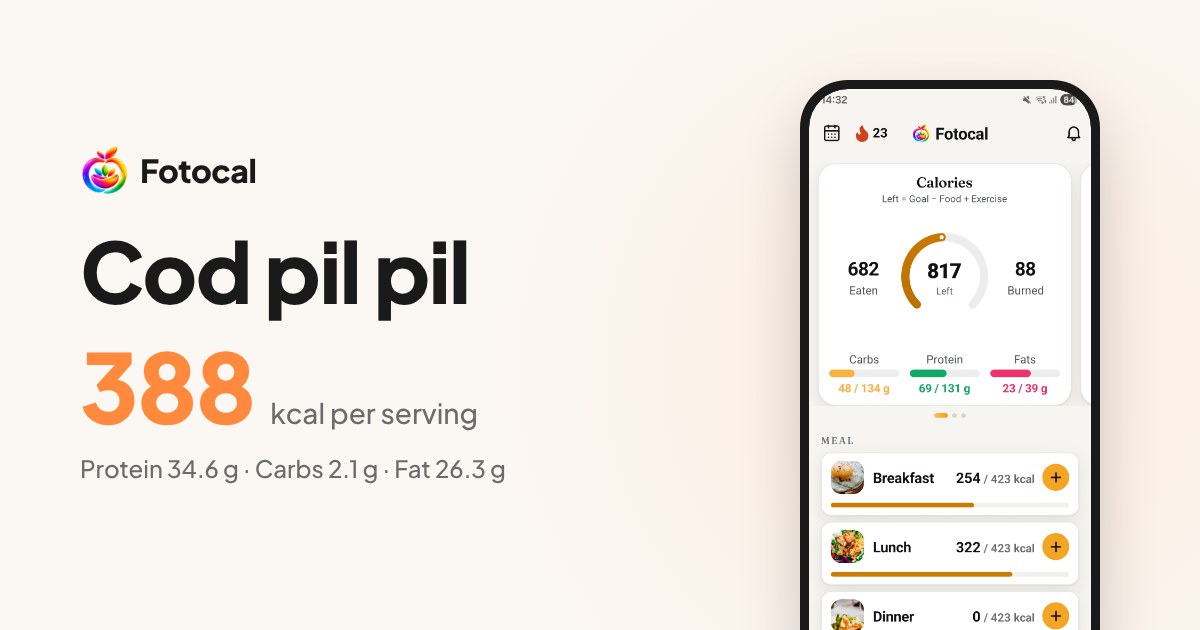 Fotocal
Cod pil pil
388 kcal per serving
Protein 34.6 g · Carbs 2.1 g · Fat 26.3 g
14:32
84
23
Fotocal
Calories
Left = Goal − Food + Exercise
682
Eaten
817
Left
88
Burned
Carbs
48 / 134 g
Protein
69 / 131 g
Fats
23 / 39 g
MEAL
Breakfast 254 / 423 kcal +
Lunch 322 / 423 kcal +
Dinner 0 / 423 kcal +